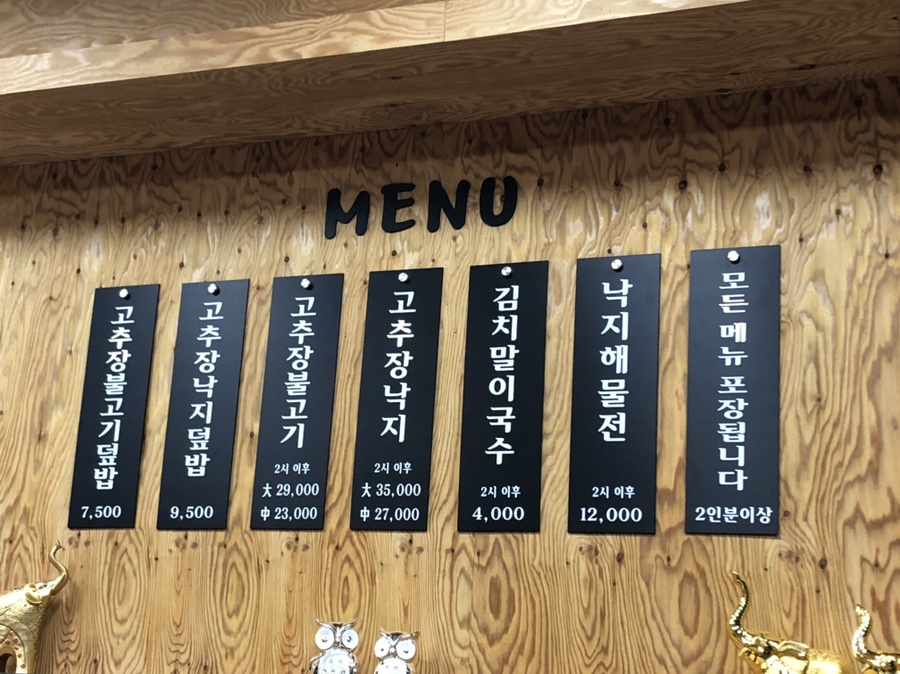 MENU
고추장불고기덮밥
7,500
고추장낙지덮밥
9,500
고추장불고기
2시 이후
大 29,000
中 23,000
고추장낙지
2시 이후
大 35,000
中 27,000
김치말이국수
2시 이후
4,000
낙지해물전
2시 이후
12,000
모든 메뉴 포장됩니다
2인분이상